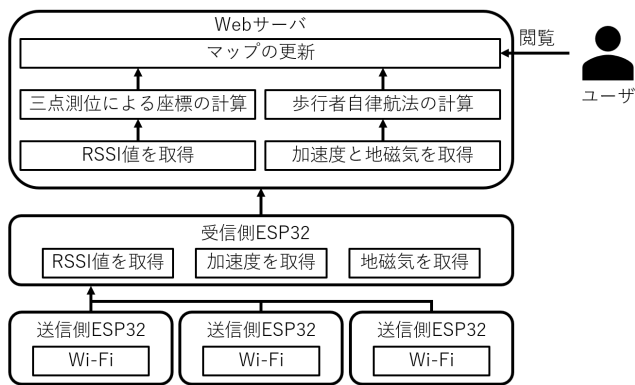 Webサーバ
マップの更新
閲覧
ユーザ
三点測位による座標の計算
歩行者自律航法の計算
RSSI値を取得
加速度と地磁気を取得
受信側ESP32
RSSI値を取得
加速度を取得
地磁気を取得
送信側ESP32
Wi-Fi
送信側ESP32
Wi-Fi
送信側ESP32
Wi-Fi